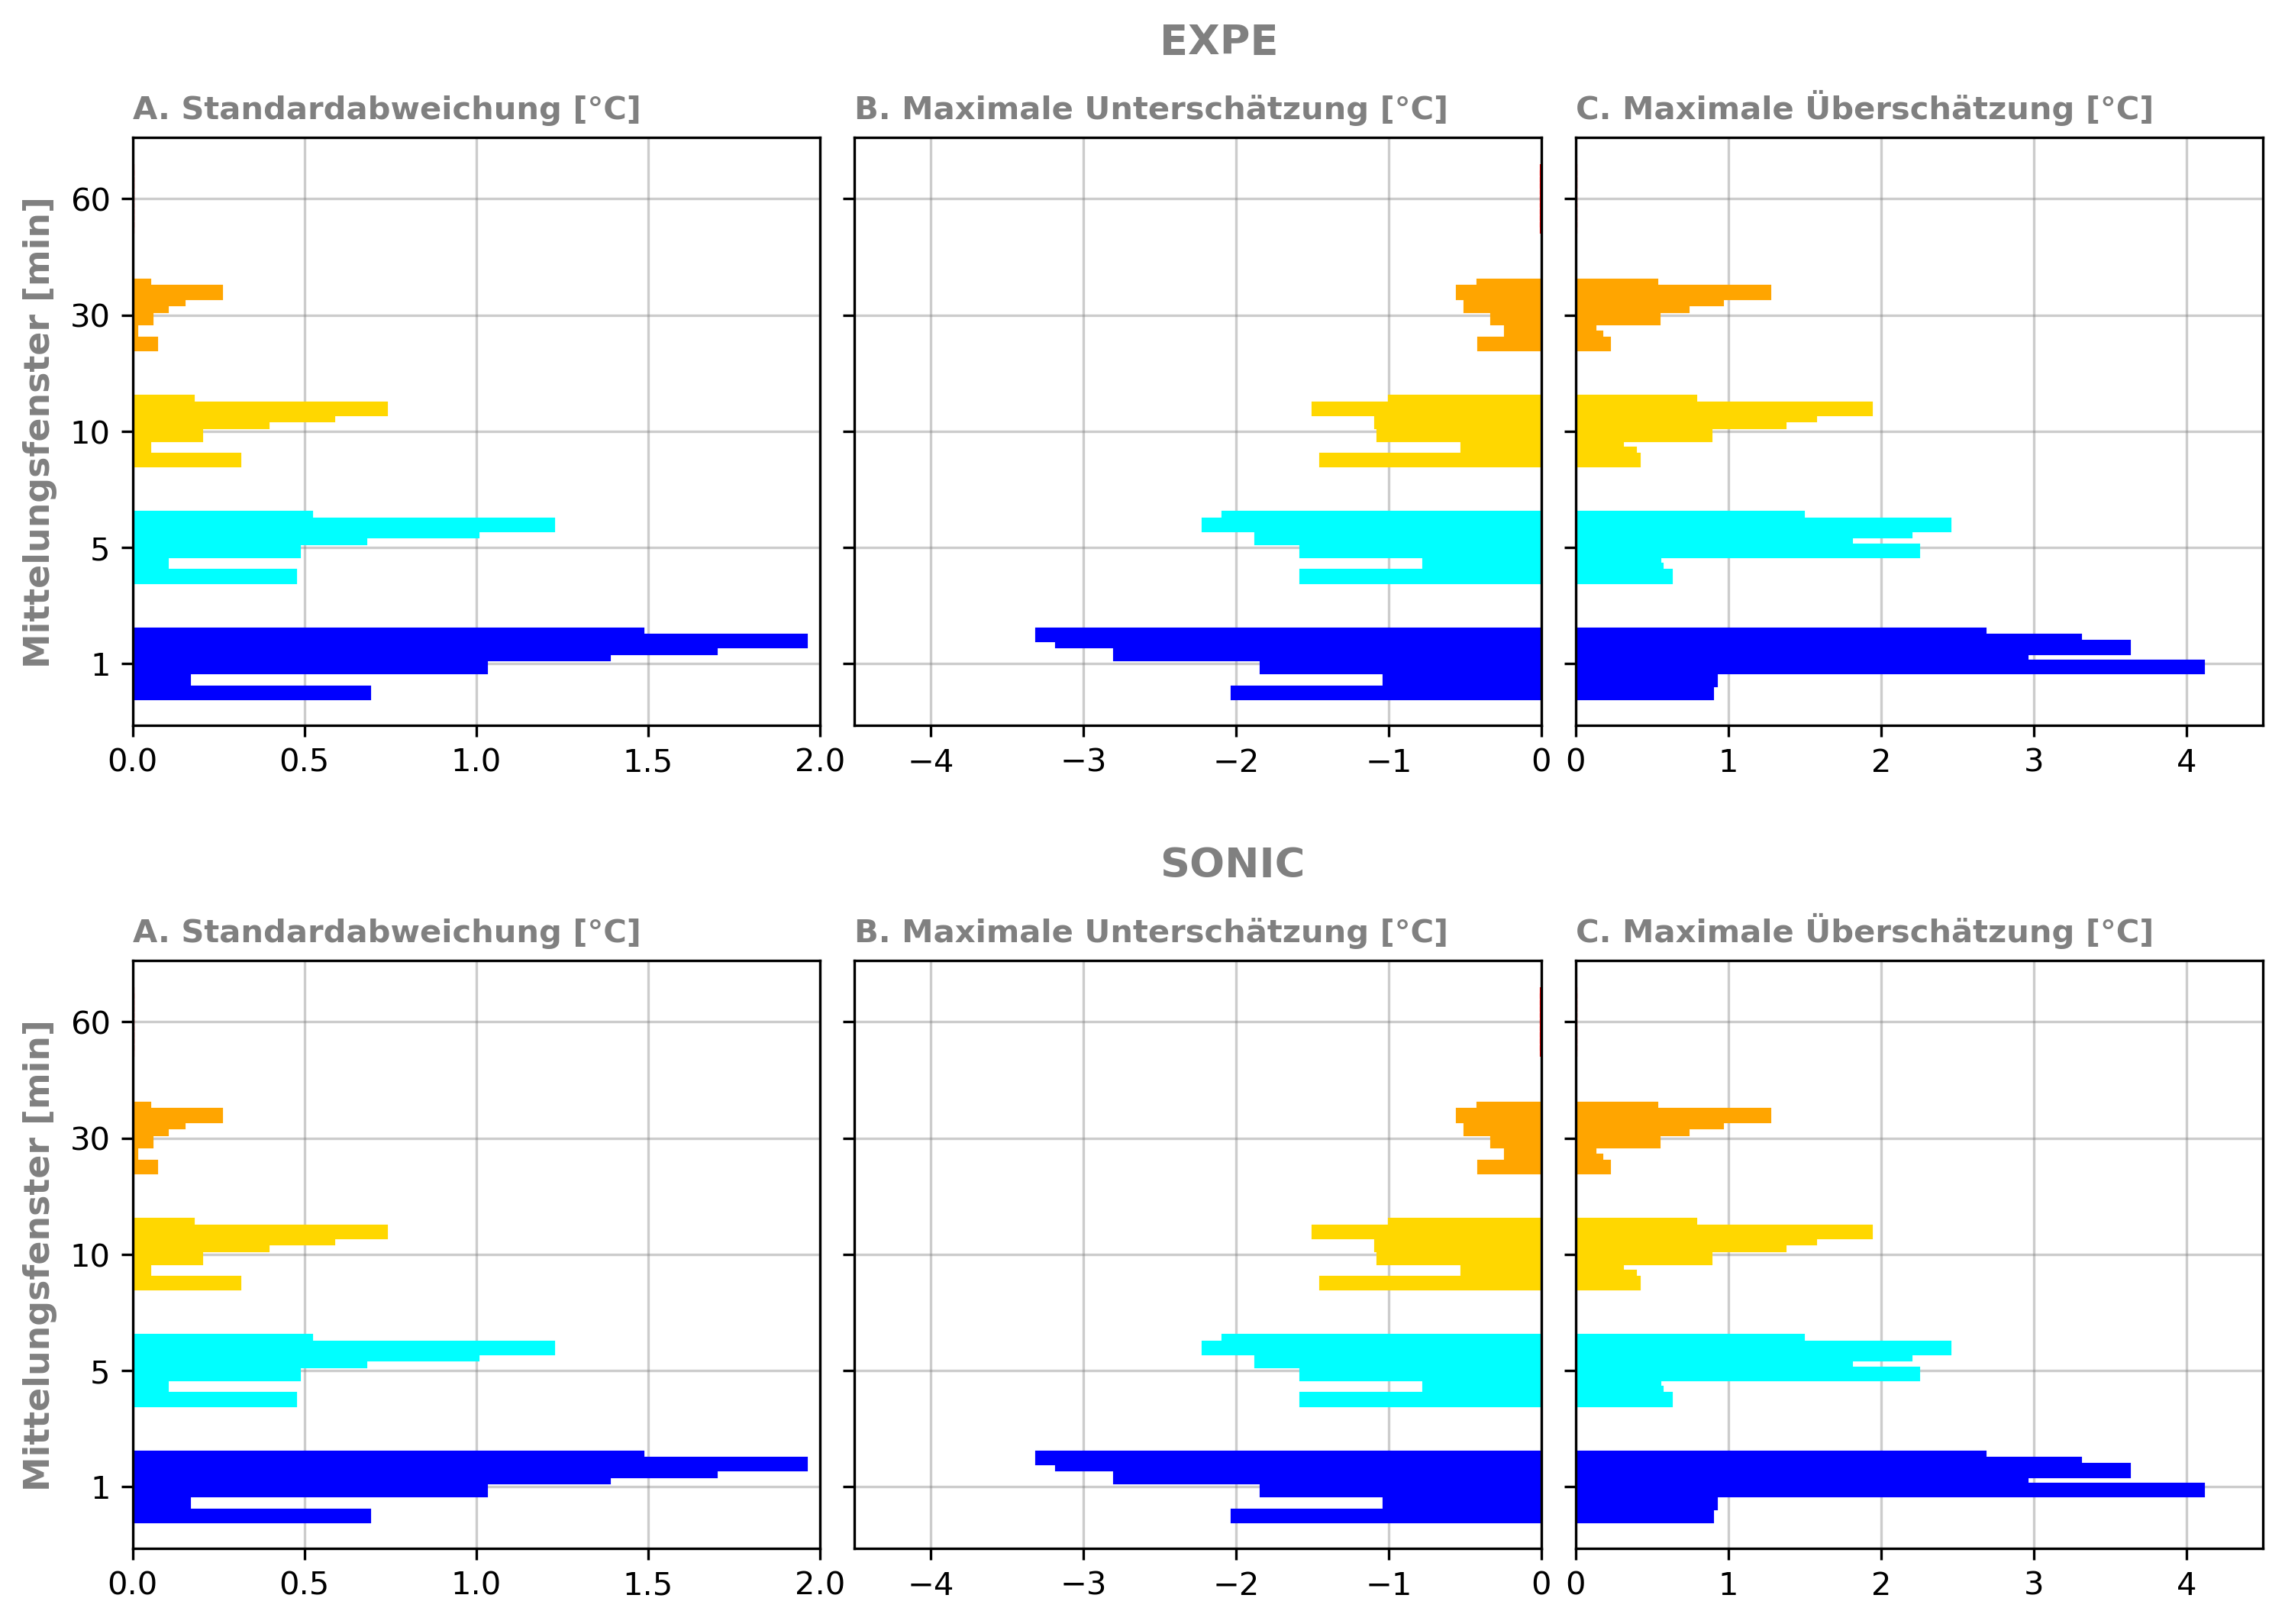 EXPE
A. Standardabweichung [°C] B. Maximale Unterschätzung [°C] C. Maximale Überschätzung [°C]
Mittelungsfenster [min]
60
30
10
5
1
0.0 0.5 1.0 1.5 2.0 −4 −3 −2 −1 0 0 1 2 3 4
SONIC
A. Standardabweichung [°C] B. Maximale Unterschätzung [°C] C. Maximale Überschätzung [°C]
Mittelungsfenster [min]
60
30
10
5
1
0.0 0.5 1.0 1.5 2.0 −4 −3 −2 −1 0 0 1 2 3 4